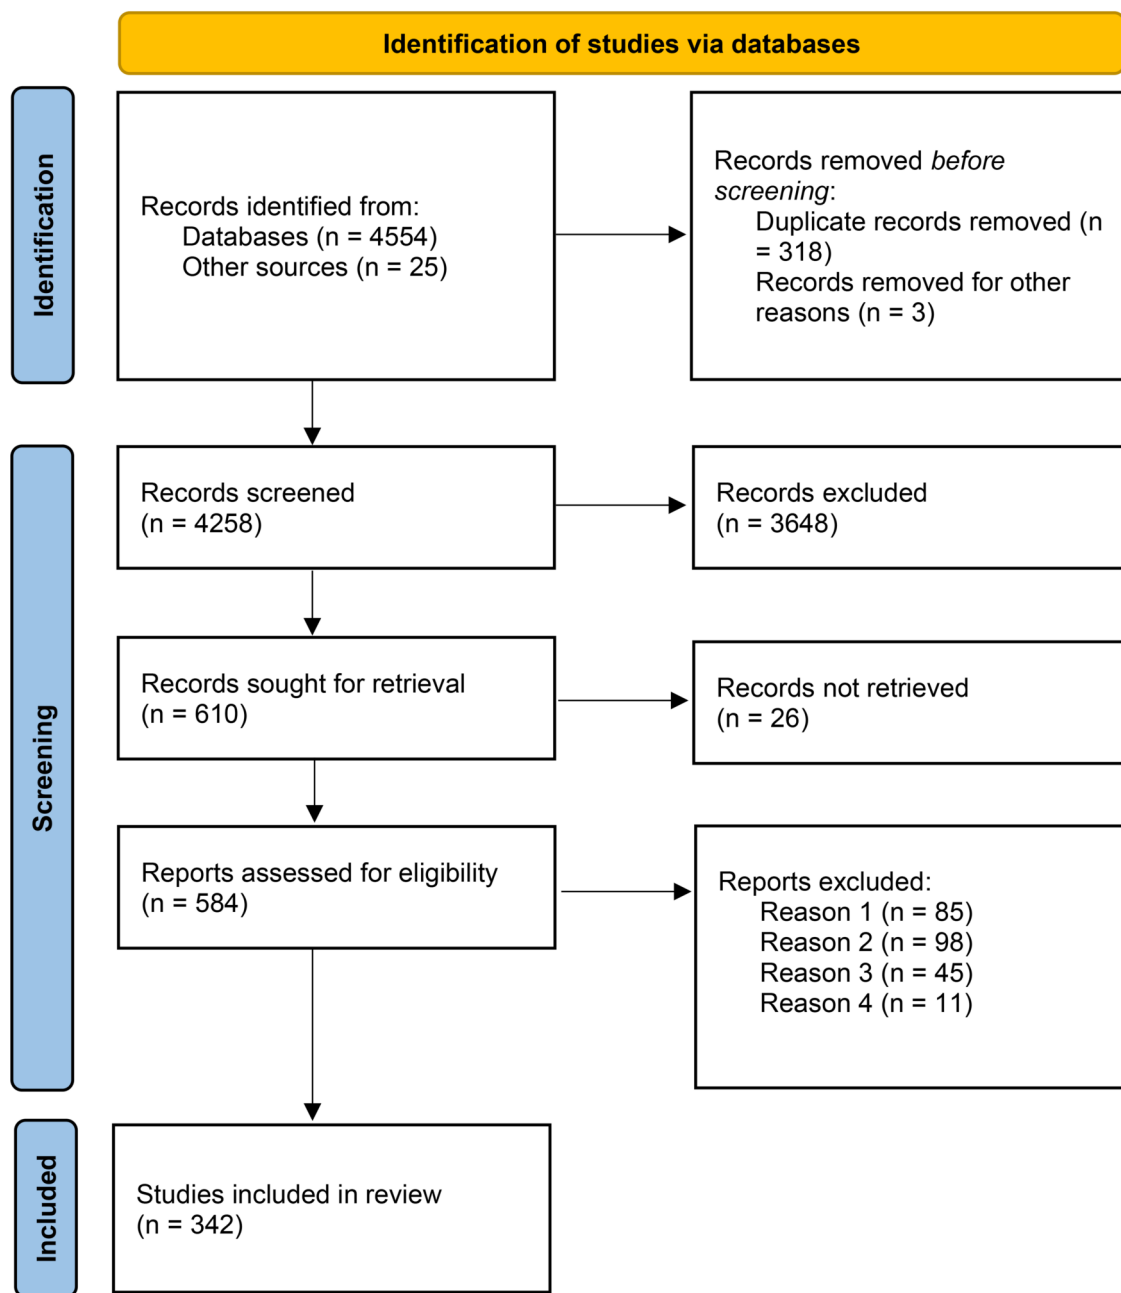 Identification of studies via databases
Identification
Records identified from:
Databases (n = 4554)
Other sources (n = 25)
Records removed before
screening:
Duplicate records removed (n
= 318)
Records removed for other
reasons (n = 3)
Screening
Records screened
(n = 4258)
Records excluded
(n = 3648)
Records sought for retrieval
(n = 610)
Records not retrieved
(n = 26)
Reports assessed for eligibility
(n = 584)
Reports excluded:
Reason 1 (n = 85)
Reason 2 (n = 98)
Reason 3 (n = 45)
Reason 4 (n = 11)
Included
Studies included in review
(n = 342)